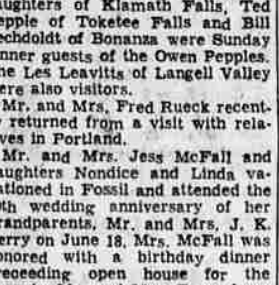 aughters of Klamath Falls, Ted
epple of Toketee Falls and Bill
echdoldt of Bonanza were Sunday
nner guests of the Owen Pepples.
he Les Leavitts of Langell Valley
ere also visitors.
Mr. and Mrs. Fred Rueck recent-
y returned from a visit with rela-
ives in Portland.
Mr. and Mrs. Jess McFall and
aughters Nondice and Linda va-
ationed in Fossil and attended the
0th wedding anniversary of her
randparents, Mr. and Mrs. J. K.
erry on June 18. Mrs. McFall was
onored with a birthday dinner
receeding open house for the